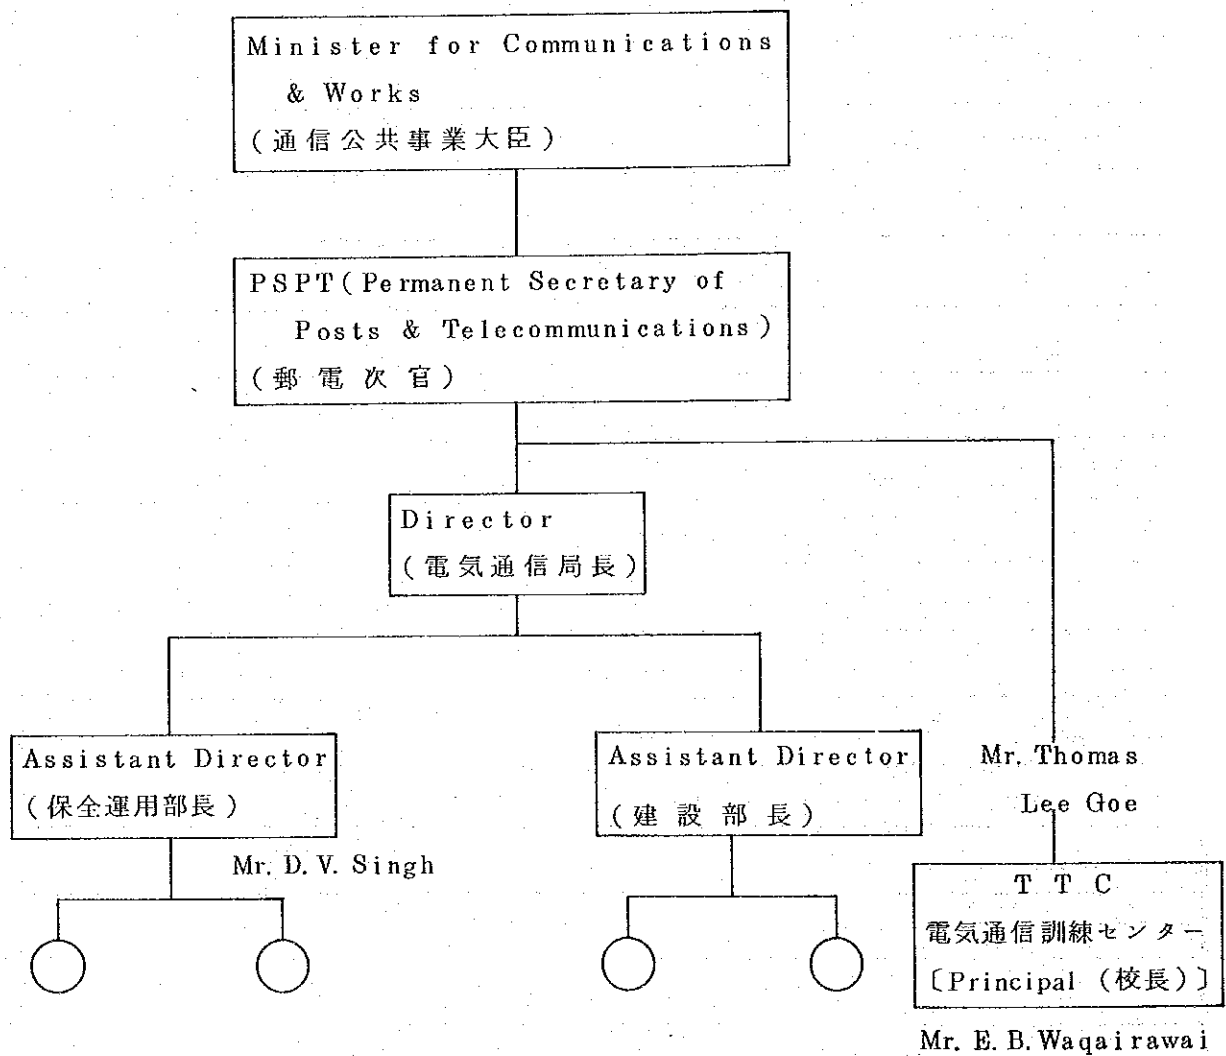 Minister for Communications
& Works
(通信公共事業大臣)
PSPT(Permanent Secretary of
Posts & Telecommunications)
(郵電次官)
Director
(電気通信局長)
Assistant Director
(保全運用部長)
Mr. D. V. Singh
Assistant Director
(建設部長)
Mr. Thomas
Lee Goe
T T C
電気通信訓練センター
〔Principal (校長)〕
Mr. E. B. Waqairawai